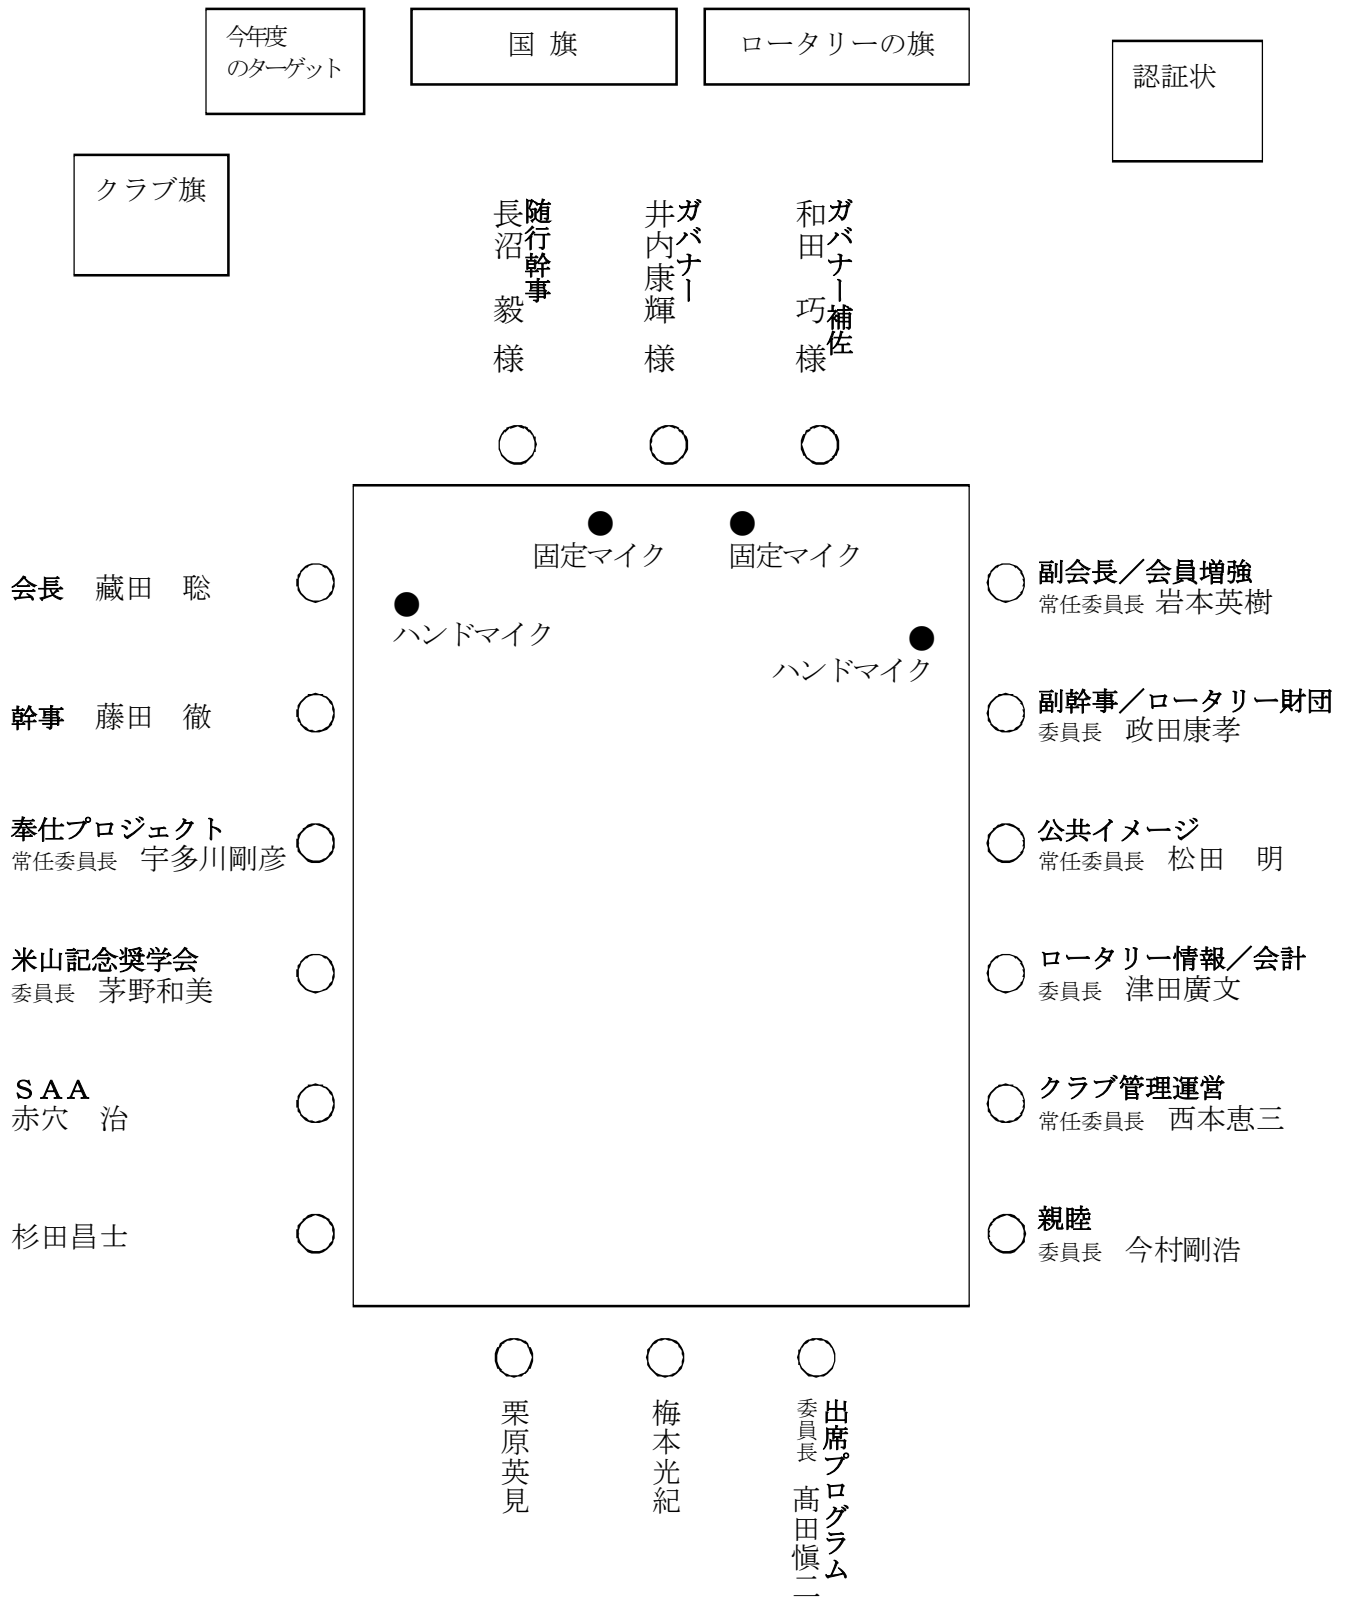 今年度
のターゲット
国 旗
ロータリーの旗
認証状
クラブ旗
随行幹事
長沼 毅 様
ガバナー
井内康輝 様
ガバナー補佐
和田 巧 様
固定マイク
固定マイク
ハンドマイク
ハンドマイク
会長 藏田 聡
幹事 藤田 徹
奉仕プロジェクト
常任委員長 宇多川剛彦
米山記念奨学会
委員長 茅野和美
SAA
赤穴 治
杉田昌士
副会長／会員増強
常任委員長 岩本英樹
副幹事／ロータリー財団
委員長 政田康孝
公共イメージ
常任委員長 松田 明
ロータリー情報／会計
委員長 津田廣文
クラブ管理運営
常任委員長 西本恵三
親睦
委員長 今村剛浩
栗原英見
梅本光紀
出席プログラム
委員長 髙田愼二